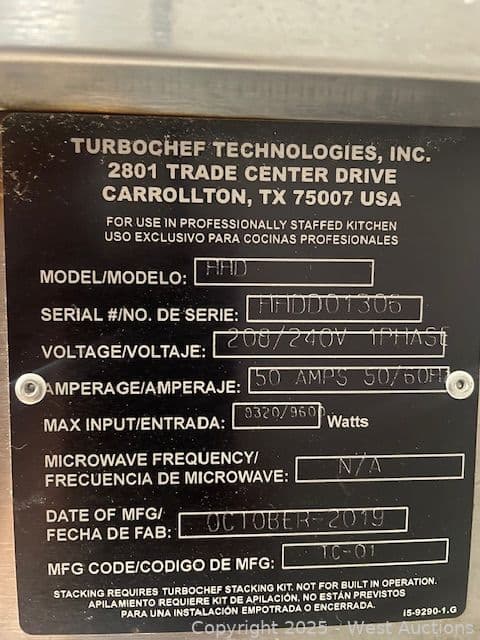 TURBOCHEF TECHNOLOGIES, INC.
2801 TRADE CENTER DRIVE
CARROLLTON, TX 75007 USA
FOR USE IN PROFESSIONALLY STAFFED KITCHEN
USO EXCLUSIVO PARA COCINAS PROFESIONALES
MODEL/MODELO: HHD
SERIAL #/NO. DE SERIE: HHDD01306
VOLTAGE/VOLTAJE: 208/240V 1PHASE
AMPERAGE/AMPERAJE: 50 AMPS 50/60HZ
MAX INPUT/ENTRADA: 8320/9600 Watts
MICROWAVE FREQUENCY/
FRECUENCIA DE MICROWAVE: N/A
DATE OF MFG/
FECHA DE FAB: OCTOBER-2019
MFG CODE/CODIGO DE MFG: TC-01
STACKING REQUIRES TURBOCHEF STACKING KIT. NOT FOR BUILT IN OPERATION.
APILAMIENTO REQUIERE KIT DE APILACIÓN, NO ESTÁN PREVISTOS
PARA UNA INSTALACIÓN EMPOTRADA O ENCERRADA.
I5-9290-1.G
Copyright 2025 - West Auctions